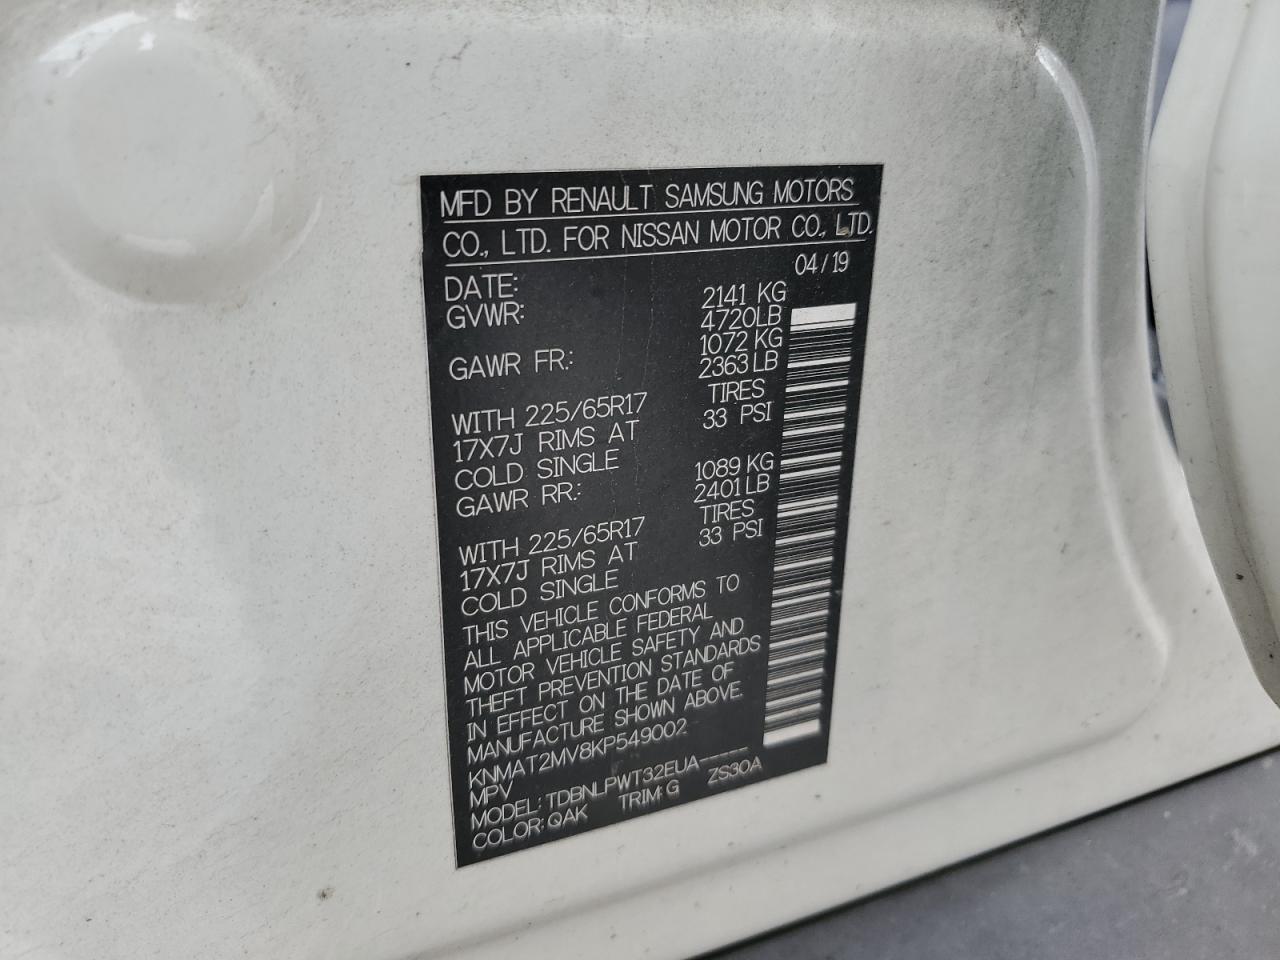 MFD BY RENAULT SAMSUNG MOTORS
CO., LTD. FOR NISSAN MOTOR CO., LTD.
DATE: 04/19
GVWR: 2141 KG
4720LB
GAWR FR.: 1072 KG
2363 LB
WITH 225/65R17 TIRES
17X7J RIMS AT 33 PSI
COLD SINGLE
GAWR RR.: 1089 KG
2401 LB
WITH 225/65R17 TIRES
17X7J RIMS AT 33 PSI
COLD SINGLE
THIS VEHICLE CONFORMS TO
ALL APPLICABLE FEDERAL
MOTOR VEHICLE SAFETY AND
THEFT PREVENTION STANDARDS
IN EFFECT ON THE DATE OF
MANUFACTURE SHOWN ABOVE.
KNMAT2MV8KP549002
MPV
MODEL: TDBNLPWT32EUA-----
COLOR: QAK TRIM: G ZS30A